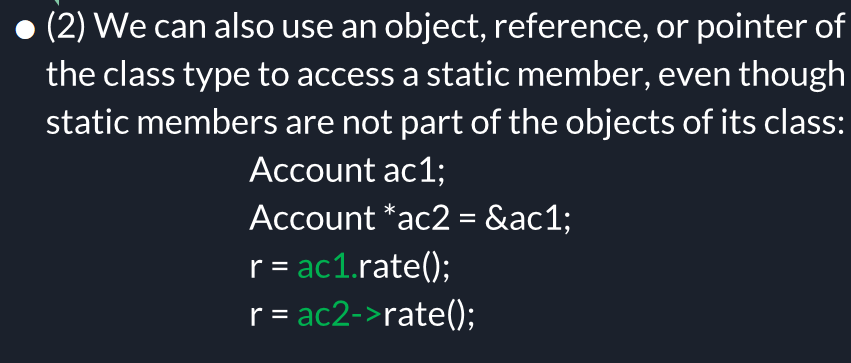 ● (2) We can also use an object, reference, or pointer of
the class type to access a static member, even though
static members are not part of the objects of its class:
Account ac1;
Account *ac2 = &ac1;
r = ac1.rate();
r = ac2->rate();